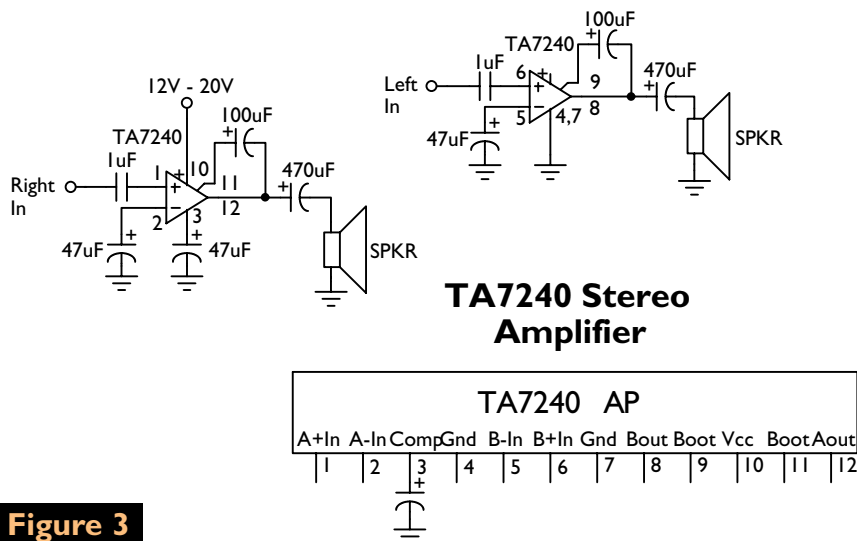 12V - 20V
TA7240
1uF
100uF
470uF
Right
In
1
+
10
11
12
2
−
3
47uF
47uF
SPKR
Left
In
1uF
TA7240
100uF
470uF
6
+
9
8
5
−
4,7
47uF
SPKR
TA7240 Stereo
Amplifier
TA7240 AP
A+In A-In Comp Gnd B-In B+In Gnd Bout Boot Vcc Boot Aout
1 2 3 4 5 6 7 8 9 10 11 12
Figure 3